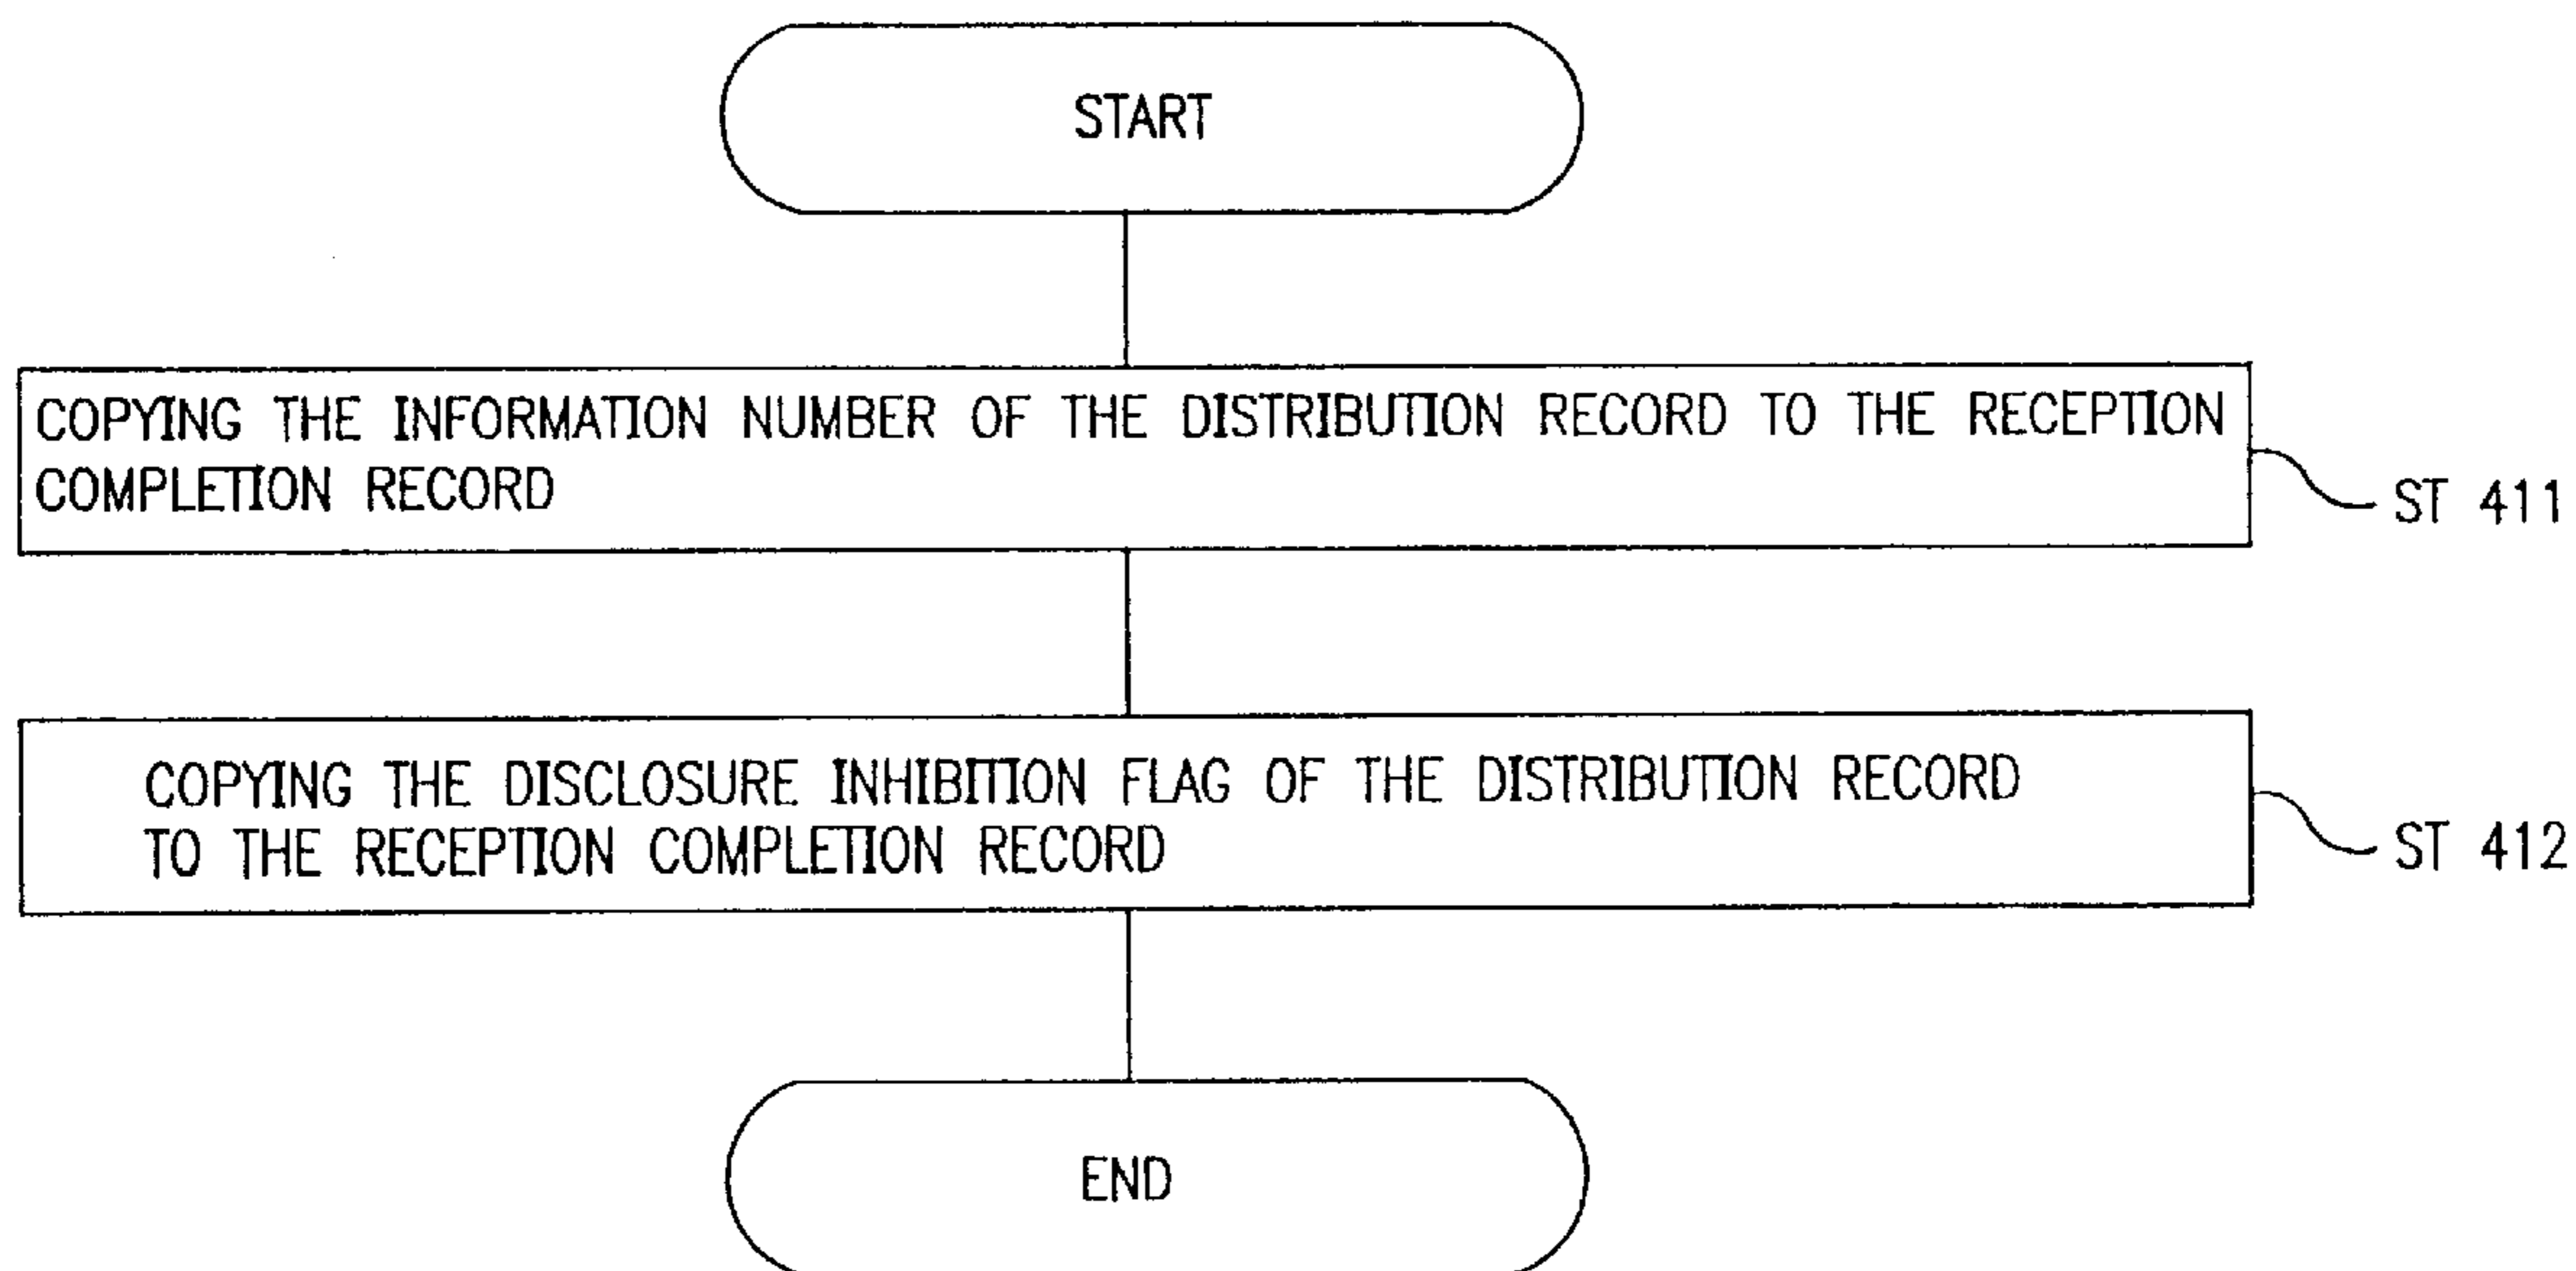 START
COPYING THE INFORMATION NUMBER OF THE DISTRIBUTION RECORD TO THE RECEPTION
COMPLETION RECORD
ST 411
COPYING THE DISCLOSURE INHIBITION FLAG OF THE DISTRIBUTION RECORD
TO THE RECEPTION COMPLETION RECORD
ST 412
END